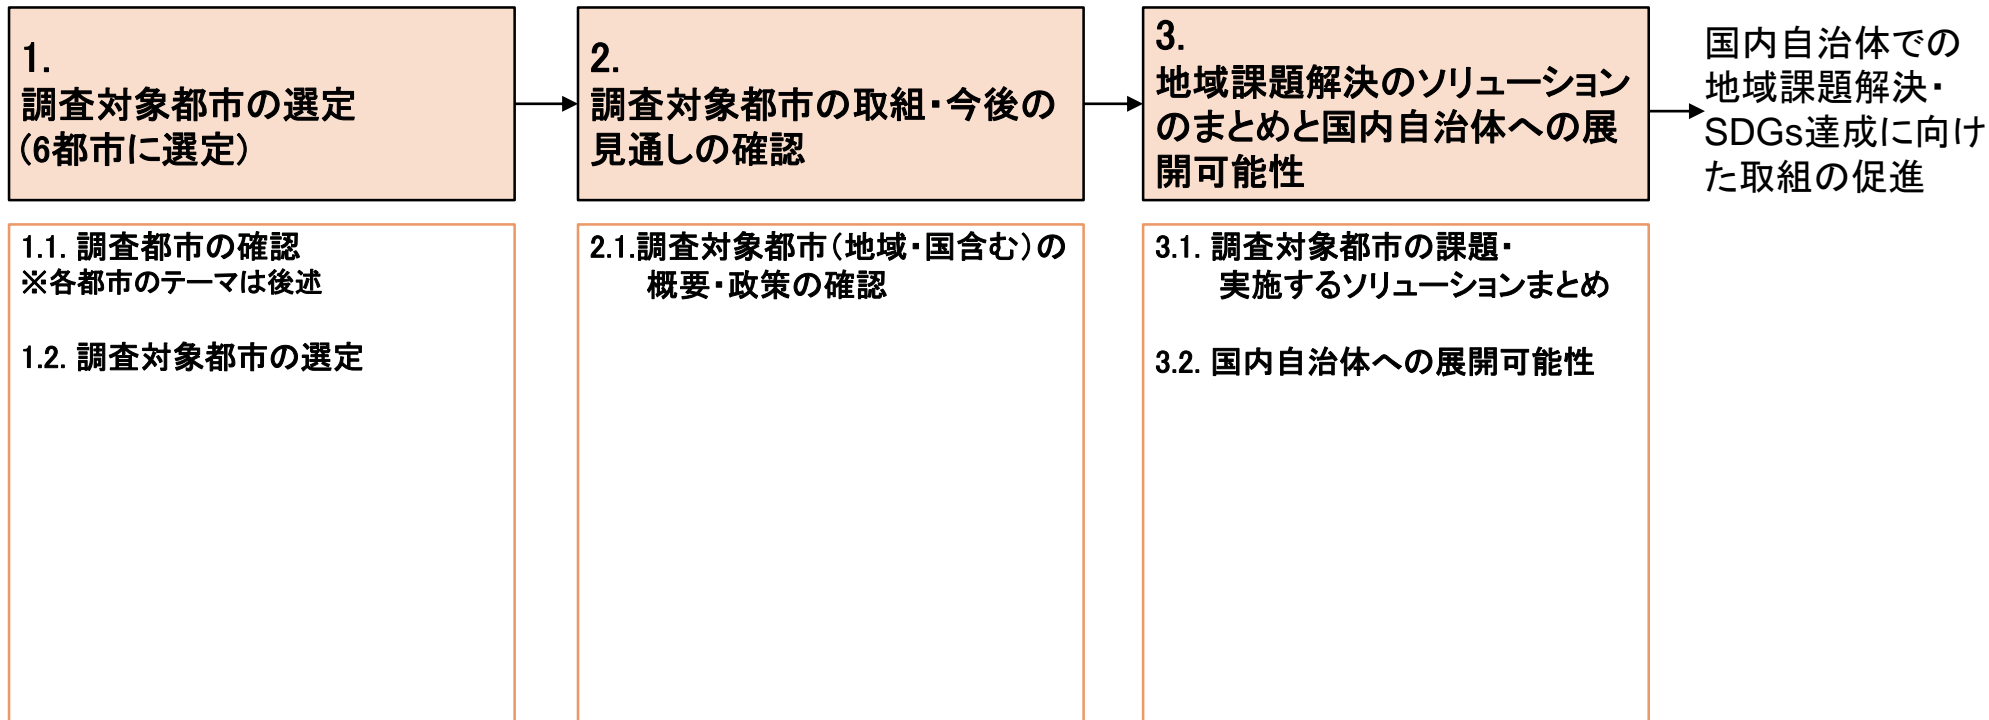 1.
調査対象都市の選定
(6都市に選定)
2.
調査対象都市の取組・今後の
見通しの確認
3.
地域課題解決のソリューション
のまとめと国内自治体への展
開可能性
国内自治体での
地域課題解決・
SDGs達成に向け
た取組の促進
1.1. 調査都市の確認
※各都市のテーマは後述
1.2. 調査対象都市の選定
2.1.調査対象都市(地域・国含む)の
概要・政策の確認
3.1. 調査対象都市の課題・
実施するソリューションまとめ
3.2. 国内自治体への展開可能性